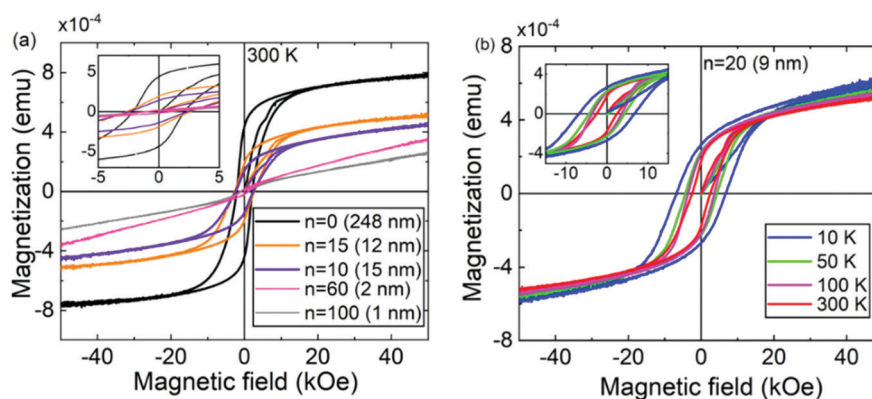 (a)
x10⁻⁴
300 K
5
0
-5
-5 0 5
8
4
0
-4
-8
Magnetization (emu)
n=0 (248 nm)
n=15 (12 nm)
n=10 (15 nm)
n=60 (2 nm)
n=100 (1 nm)
-40 -20 0 20 40
Magnetic field (kOe)
(b)
x10⁻⁴
n=20 (9 nm)
4
0
-4
-10 0 10
8
4
0
-4
-8
Magnetization (emu)
10 K
50 K
100 K
300 K
-40 -20 0 20 40
Magnetic field (kOe)